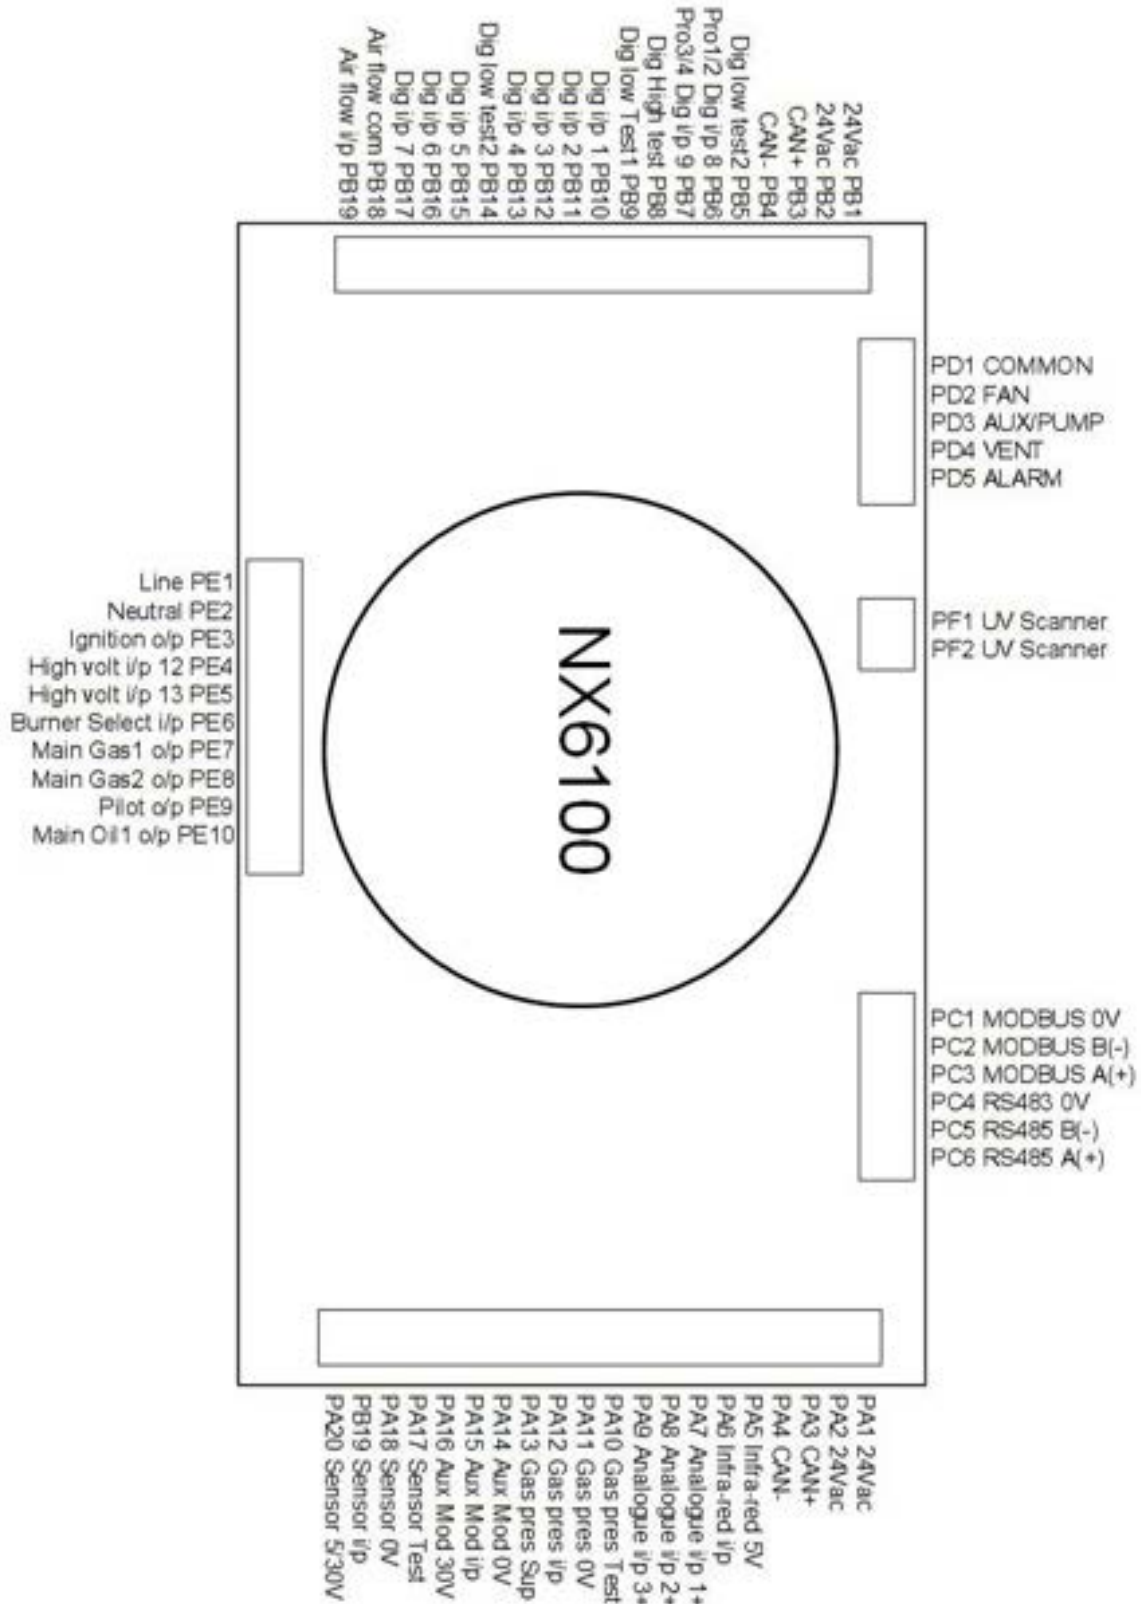 Air flow i/p PB19
Air flow com PB18
Dig i/p 7 PB17
Dig i/p 6 PB16
Dig i/p 5 PB15
Dig low test2 PB14
Dig i/p 4 PB13
Dig i/p 3 PB12
Dig i/p 2 PB11
Dig i/p 1 PB10
Dig low Test1 PB9
Dig High test PB8
Pro3/4 Dig i/p 9 PB7
Pro1/2 Dig i/p 8 PB6
Dig low test2 PB5
CAN- PB4
CAN+ PB3
24Vac PB2
24Vac PB1
PD1 COMMON
PD2 FAN
PD3 AUX/PUMP
PD4 VENT
PD5 ALARM
Line PE1
Neutral PE2
Ignition o/p PE3
High volt i/p 12 PE4
High volt i/p 13 PE5
Burner Select i/p PE6
Main Gas1 o/p PE7
Main Gas2 o/p PE8
Pilot o/p PE9
Main Oil1 o/p PE10
NX6100
PF1 UV Scanner
PF2 UV Scanner
PC1 MODBUS 0V
PC2 MODBUS B(-)
PC3 MODBUS A(+)
PC4 RS483 0V
PC5 RS485 B(-)
PC6 RS485 A(+)
PA20 Sensor 5/30V
PB19 Sensor i/p
PA18 Sensor 0V
PA17 Sensor Test
PA16 Aux Mod 30V
PA15 Aux Mod i/p
PA14 Aux Mod 0V
PA13 Gas pres Sup
PA12 Gas pres i/p
PA11 Gas pres 0V
PA10 Gas pres Test
PA9 Analogue i/p 3+
PA8 Analogue i/p 2+
PA7 Analogue i/p 1+
PA6 Infra-red i/p
PA5 Infra-red 5V
PA4 CAN-
PA3 CAN+
PA2 24Vac
PA1 24Vac